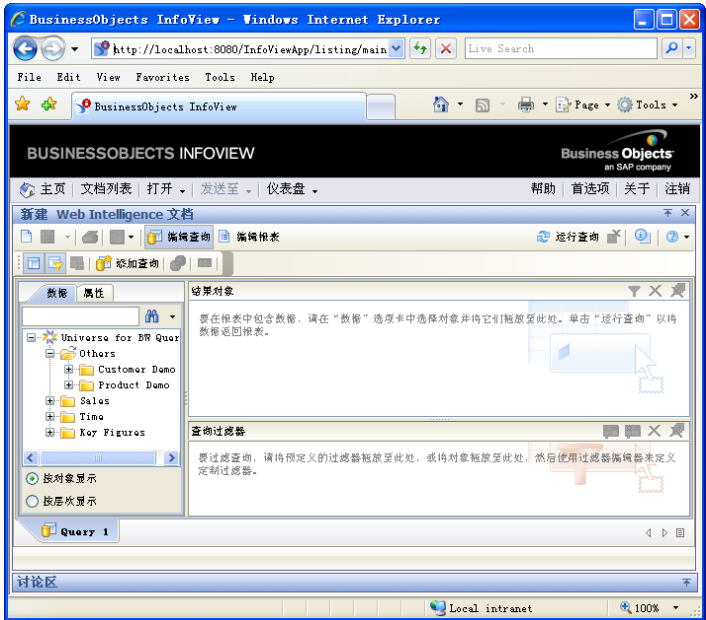 BusinessObjects InfoView - Windows Internet Explorer
http://localhost:8080/InfoViewApp/listing/main
Live Search
File Edit View Favorites Tools Help
BusinessObjects InfoView
Page
Tools
BUSINESSOBJECTS INFOVIEW
Business Objects
an SAP company
主页 文档列表 打开 发送至 仪表盘 帮助 首选项 关于 注销
新建 Web Intelligence 文档
编辑查询 编辑报表 运行查询
添加查询
数据 属性
结果对象
要在报表中包含数据，请在“数据”选项卡中选择对象并将它们拖放至此处。单击“运行查询”以将
数据返回报表。
Universe for BW Quer
Others
Customer Demo
Product Demo
Sales
Time
Key Figures
查询过滤器
要过滤查询，请将预定义的过滤器拖放至此处，或将对象拖放至此处，然后使用过滤器编辑器来定义
定制过滤器。
按对象显示
按层次显示
Query 1
讨论区
Local intranet
100%